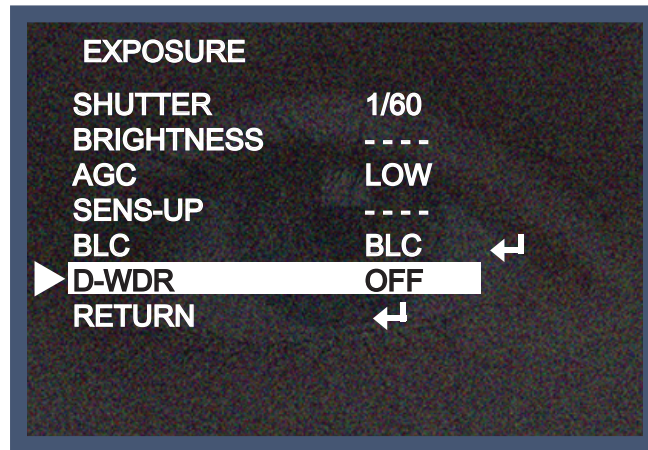 EXPOSURE
SHUTTER 1/60
BRIGHTNESS - - - -
AGC LOW
SENS-UP - - - -
BLC BLC ↵
D-WDR OFF
RETURN ↵